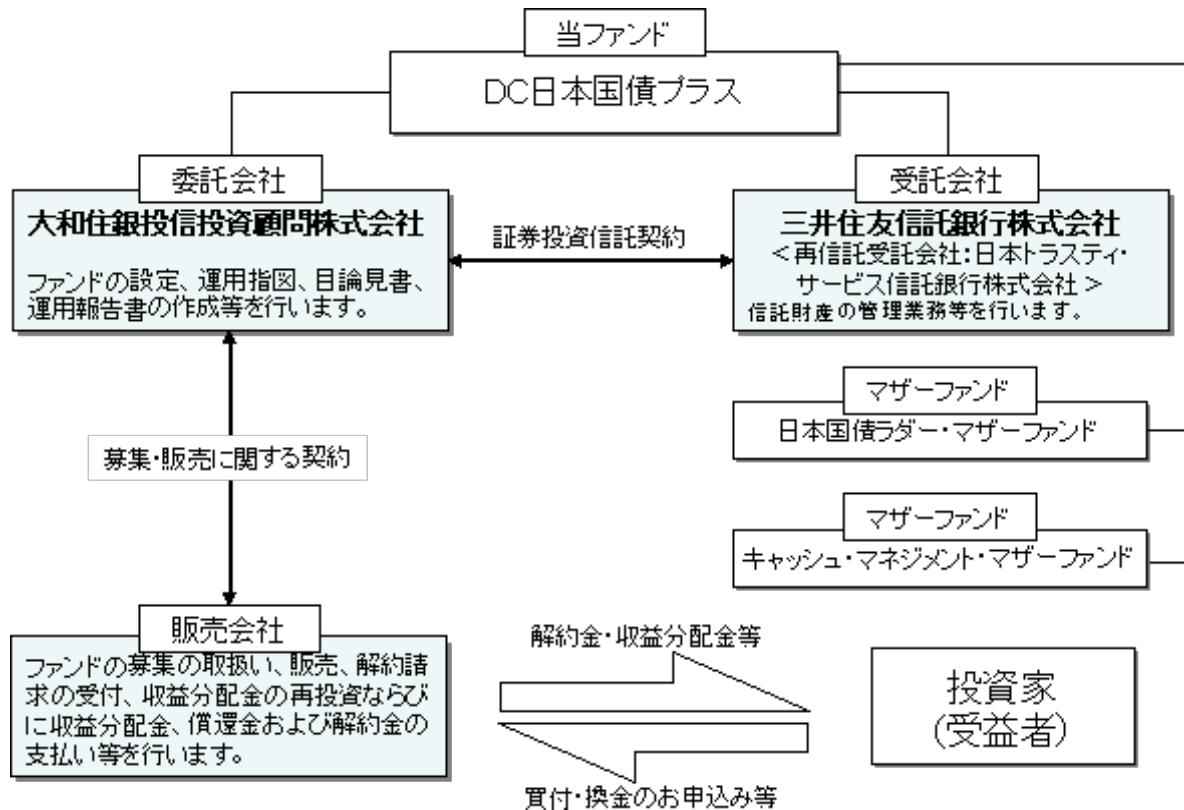 当ファンド
DC日本国債プラス
委託会社
大和住銀投信投資顧問株式会社
ファンドの設定、運用指図、目論見書、
運用報告書の作成等を行います。
証券投資信託契約
受託会社
三井住友信託銀行株式会社
＜再信託受託会社：日本トラスティ・
サービス信託銀行株式会社＞
信託財産の管理業務等を行います。
マザーファンド
日本国債ラダー・マザーファンド
募集・販売に関する契約
マザーファンド
キャッシュ・マネジメント・マザーファンド
販売会社
ファンドの募集の取扱い、販売、解約請
求の受付、収益分配金の再投資ならび
に収益分配金、償還金および解約金の
支払い等を行います。
解約金・収益分配金等
買付・換金のお申込み等
投資家
(受益者)